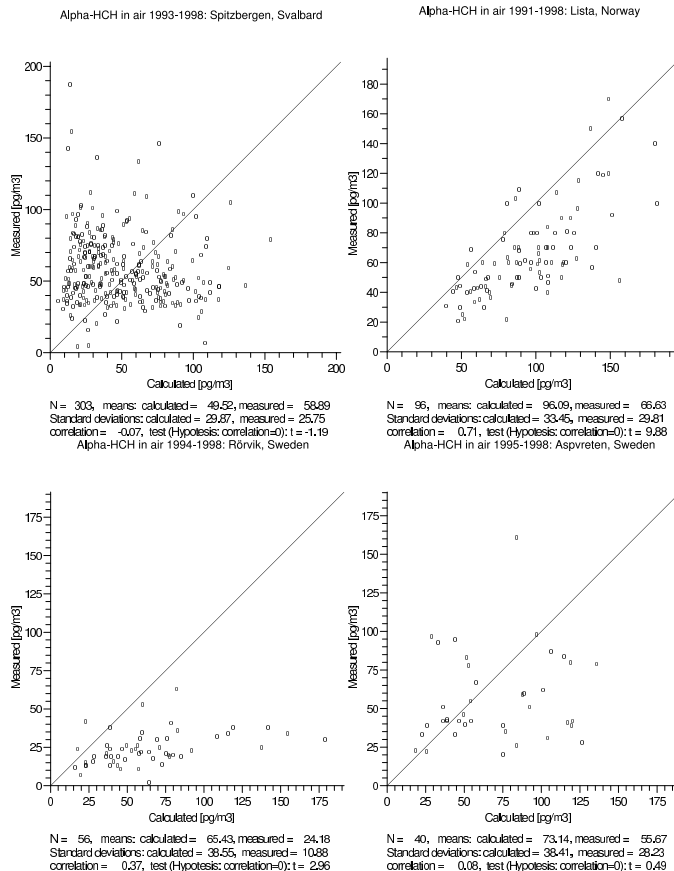 Alpha-HCH in air 1993-1998: Spitzbergen, Svalbard
200
150
100
50
0
Measured [pg/m3]
0 50 100 150 200
Calculated [pg/m3]
N = 303, means: calculated = 49.52, measured = 58.89
Standard deviations: calculated = 29.87, measured = 25.75
correlation = -0.07, test (Hypotesis: correlation=0): t = -1.19
Alpha-HCH in air 1991-1998: Lista, Norway
180
160
140
120
100
80
60
40
20
0
Measured [pg/m3]
0 50 100 150
Calculated [pg/m3]
N = 96, means: calculated = 96.09, measured = 66.63
Standard deviations: calculated = 33.45, measured = 29.81
correlation = 0.71, test (Hypotesis: correlation=0): t = 9.88
Alpha-HCH in air 1994-1998: Rörvik, Sweden
175
150
125
100
75
50
25
0
Measured [pg/m3]
0 25 50 75 100 125 150 175
Calculated [pg/m3]
N = 56, means: calculated = 65.43, measured = 24.18
Standard deviations: calculated = 38.55, measured = 10.88
correlation = 0.37, test (Hypotesis: correlation=0): t = 2.96
Alpha-HCH in air 1995-1998: Aspvreten, Sweden
175
150
125
100
75
50
25
0
Measured [pg/m3]
0 25 50 75 100 125 150 175
Calculated [pg/m3]
N = 40, means: calculated = 73.14, measured = 55.67
Standard deviations: calculated = 38.41, measured = 28.23
correlation = 0.08, test (Hypotesis: correlation=0): t = 0.49